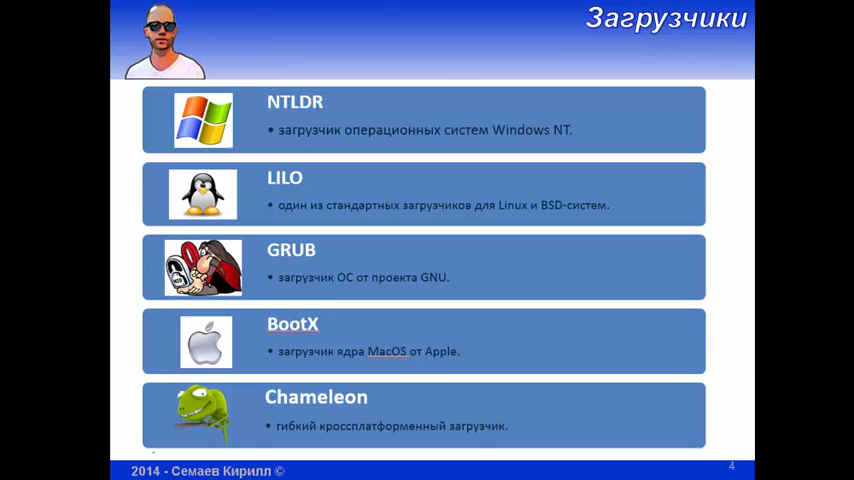 Загрузчики
NTLDR
• загрузчик операционных систем Windows NT.
LILO
• один из стандартных загрузчиков для Linux и BSD-систем.
GRUB
• загрузчик ОС от проекта GNU.
BootX
• загрузчик ядра MacOS от Apple.
Chameleon
• гибкий кроссплатформенный загрузчик.
2014 - Семаев Кирилл ©
4